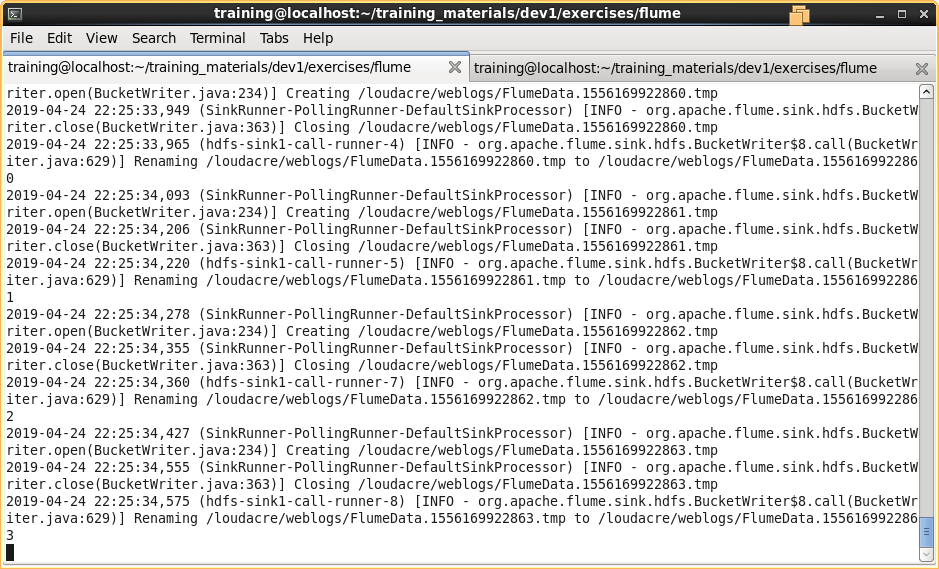 training@localhost:~/training_materials/dev1/exercises/flume
File Edit View Search Terminal Tabs Help
training@localhost:~/training_materials/dev1/exercises/flume training@localhost:~/training_materials/dev1/exercises/flume
riter.open(BucketWriter.java:234)] Creating /loudacre/weblogs/FlumeData.1556169922860.tmp
2019-04-24 22:25:33,949 (SinkRunner-PollingRunner-DefaultSinkProcessor) [INFO - org.apache.flume.sink.hdfs.BucketW
riter.close(BucketWriter.java:363)] Closing /loudacre/weblogs/FlumeData.1556169922860.tmp
2019-04-24 22:25:33,965 (hdfs-sink1-call-runner-4) [INFO - org.apache.flume.sink.hdfs.BucketWriter$8.call(BucketWr
iter.java:629)] Renaming /loudacre/weblogs/FlumeData.1556169922860.tmp to /loudacre/weblogs/FlumeData.155616992286
0
2019-04-24 22:25:34,093 (SinkRunner-PollingRunner-DefaultSinkProcessor) [INFO - org.apache.flume.sink.hdfs.BucketW
riter.open(BucketWriter.java:234)] Creating /loudacre/weblogs/FlumeData.1556169922861.tmp
2019-04-24 22:25:34,206 (SinkRunner-PollingRunner-DefaultSinkProcessor) [INFO - org.apache.flume.sink.hdfs.BucketW
riter.close(BucketWriter.java:363)] Closing /loudacre/weblogs/FlumeData.1556169922861.tmp
2019-04-24 22:25:34,220 (hdfs-sink1-call-runner-5) [INFO - org.apache.flume.sink.hdfs.BucketWriter$8.call(BucketWr
iter.java:629)] Renaming /loudacre/weblogs/FlumeData.1556169922861.tmp to /loudacre/weblogs/FlumeData.155616992286
1
2019-04-24 22:25:34,278 (SinkRunner-PollingRunner-DefaultSinkProcessor) [INFO - org.apache.flume.sink.hdfs.BucketW
riter.open(BucketWriter.java:234)] Creating /loudacre/weblogs/FlumeData.1556169922862.tmp
2019-04-24 22:25:34,355 (SinkRunner-PollingRunner-DefaultSinkProcessor) [INFO - org.apache.flume.sink.hdfs.BucketW
riter.close(BucketWriter.java:363)] Closing /loudacre/weblogs/FlumeData.1556169922862.tmp
2019-04-24 22:25:34,360 (hdfs-sink1-call-runner-7) [INFO - org.apache.flume.sink.hdfs.BucketWriter$8.call(BucketWr
iter.java:629)] Renaming /loudacre/weblogs/FlumeData.1556169922862.tmp to /loudacre/weblogs/FlumeData.155616992286
2
2019-04-24 22:25:34,427 (SinkRunner-PollingRunner-DefaultSinkProcessor) [INFO - org.apache.flume.sink.hdfs.BucketW
riter.open(BucketWriter.java:234)] Creating /loudacre/weblogs/FlumeData.1556169922863.tmp
2019-04-24 22:25:34,555 (SinkRunner-PollingRunner-DefaultSinkProcessor) [INFO - org.apache.flume.sink.hdfs.BucketW
riter.close(BucketWriter.java:363)] Closing /loudacre/weblogs/FlumeData.1556169922863.tmp
2019-04-24 22:25:34,575 (hdfs-sink1-call-runner-8) [INFO - org.apache.flume.sink.hdfs.BucketWriter$8.call(BucketWr
iter.java:629)] Renaming /loudacre/weblogs/FlumeData.1556169922863.tmp to /loudacre/weblogs/FlumeData.155616992286
3